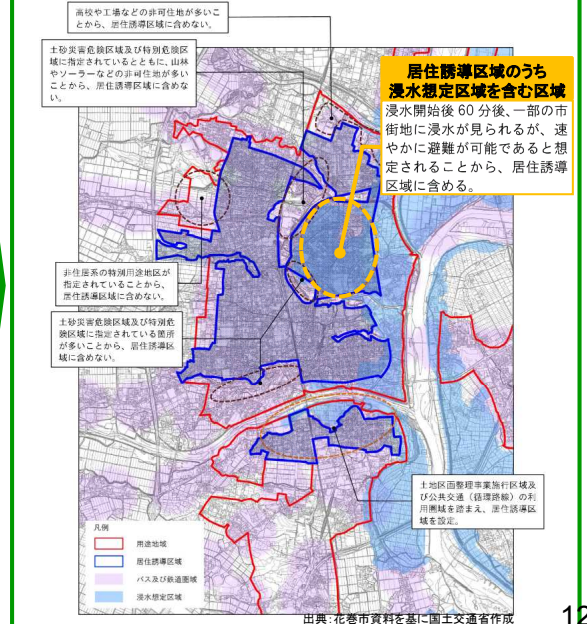 高校や工場などの非可住地が多いこ
とから、居住誘導区域に含めない。
土砂災害危険区域及び特別危険区
域に指定されているとともに、山林
やソーラーなどの非可住地が多い
ことから、居住誘導区域に含めな
い。
居住誘導区域のうち
浸水想定区域を含む区域
浸水開始後 60 分後、一部の市
街地に浸水が見られるが、速
やかに避難が可能であると想
定されることから、居住誘導
区域に含める。
非住居系の特別用途地区が
指定されていることから、
居住誘導区域に含めない。
土砂災害危険区域及び特別危
険区域に指定されている箇所
が多いことから、居住誘導区
域に含めない。
土地区画整理事業施行区域及
び公共交通（循環路線）の利
用圏域を踏まえ、居住誘導区
域を設定。
凡例
用途地域
居住誘導区域
バス及び鉄道圏域
浸水想定区域
出典：花巻市資料を基に国土交通省作成
12